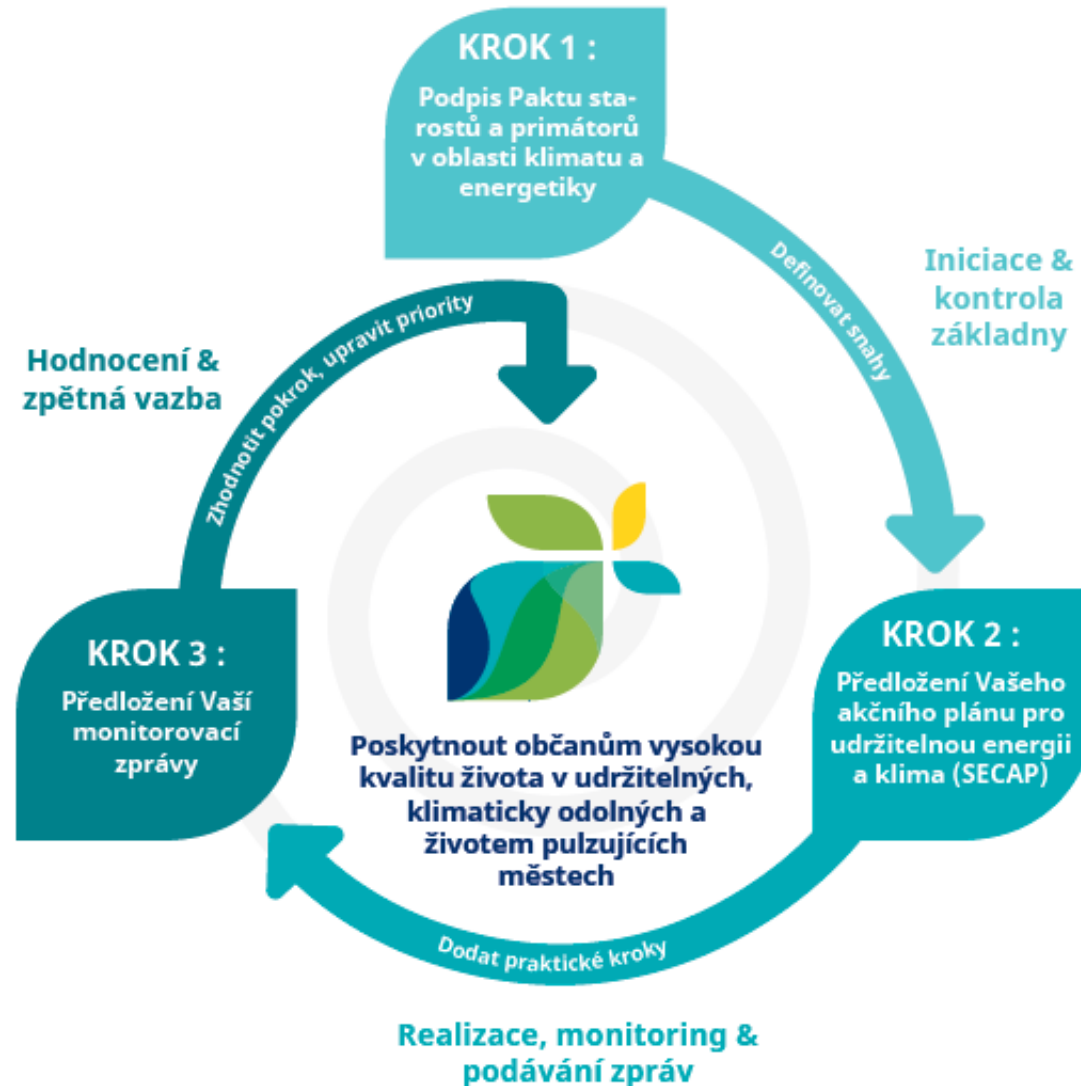 KROK 1 :
Podpis Paktu sta-
rostů a primátorů
v oblasti klimatu a
energetiky
Definovat snahy
Iniciace &
kontrola
základny
KROK 2 :
Předložení Vašeho
akčního plánu pro
udržitelnou energii
a klima (SECAP)
Dodat praktické kroky
Realizace, monitoring &
podávání zpráv
KROK 3 :
Předložení Vaší
monitorovací
zprávy
Zhodnotit pokrok, upravit priority
Hodnocení &
zpětná vazba
Poskytnout občanům vysokou
kvalitu života v udržitelných,
klimaticky odolných a
životem pulzujících
městech